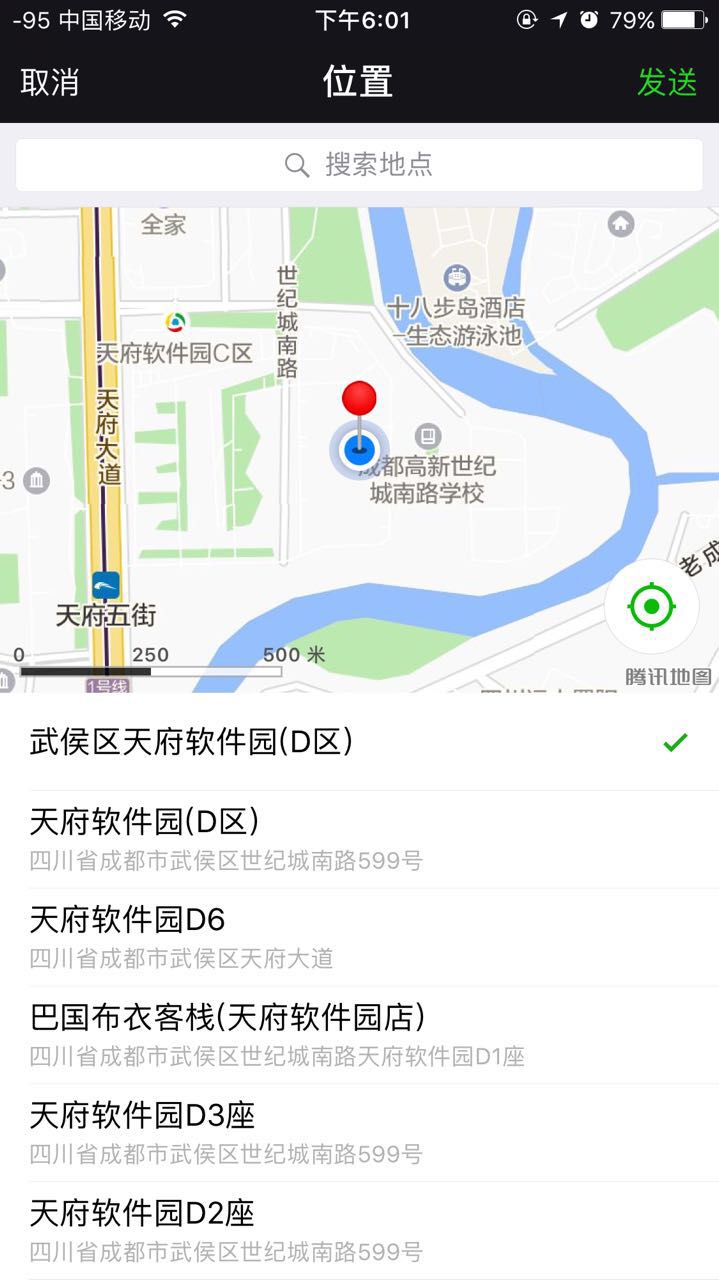 -95 中国移动 下午6:01 79%
取消 位置 发送
搜索地点
全家
世纪城南路
十八步岛酒店
-生态游泳池
天府软件园C区
天府大道
成都高新世纪
城南路学校
-3
老成
天府五街
0 250 500 米
腾讯地图
1号线
武侯区天府软件园(D区)
天府软件园(D区)
四川省成都市武侯区世纪城南路599号
天府软件园D6
四川省成都市武侯区天府大道
巴国布衣客栈(天府软件园店)
四川省成都市武侯区世纪城南路天府软件园D1座
天府软件园D3座
四川省成都市武侯区世纪城南路599号
天府软件园D2座
四川省成都市武侯区世纪城南路599号